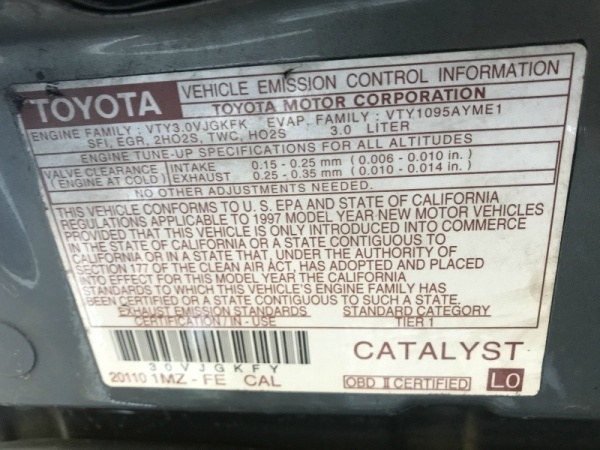 TOYOTA VEHICLE EMISSION CONTROL INFORMATION
TOYOTA MOTOR CORPORATION
ENGINE FAMILY : VTY3.0VJGKFK EVAP. FAMILY : VTY1095AYME1
SFI, EGR, 2HO2S, TWC, HO2S 3.0 LITER
ENGINE TUNE-UP SPECIFICATIONS FOR ALL ALTITUDES
VALVE CLEARANCE INTAKE 0.15 - 0.25 mm (0.006 - 0.010 in.)
(ENGINE AT COLD) EXHAUST 0.25 - 0.35 mm (0.010 - 0.014 in.)
NO OTHER ADJUSTMENTS NEEDED.
THIS VEHICLE CONFORMS TO U.S. EPA AND STATE OF CALIFORNIA
REGULATIONS APPLICABLE TO 1997 MODEL YEAR NEW MOTOR VEHICLES
PROVIDED THAT THIS VEHICLE IS ONLY INTRODUCED INTO COMMERCE
IN THE STATE OF CALIFORNIA OR A STATE CONTIGUOUS TO
CALIFORNIA OR IN A STATE THAT, UNDER THE AUTHORITY OF
SECTION 177 OF THE CLEAN AIR ACT, HAS ADOPTED AND PLACED
INTO EFFECT FOR THIS MODEL YEAR THE CALIFORNIA
STANDARDS TO WHICH THIS VEHICLE'S ENGINE FAMILY HAS
BEEN CERTIFIED OR A STATE CONTIGUOUS TO SUCH A STATE.
EXHAUST EMISSION STANDARDS STANDARD CATEGORY
CERTIFICATION / IN - USE TIER 1
30VJGKFY
20110 1MZ - FE CAL
CATALYST
OBD II CERTIFIED LO